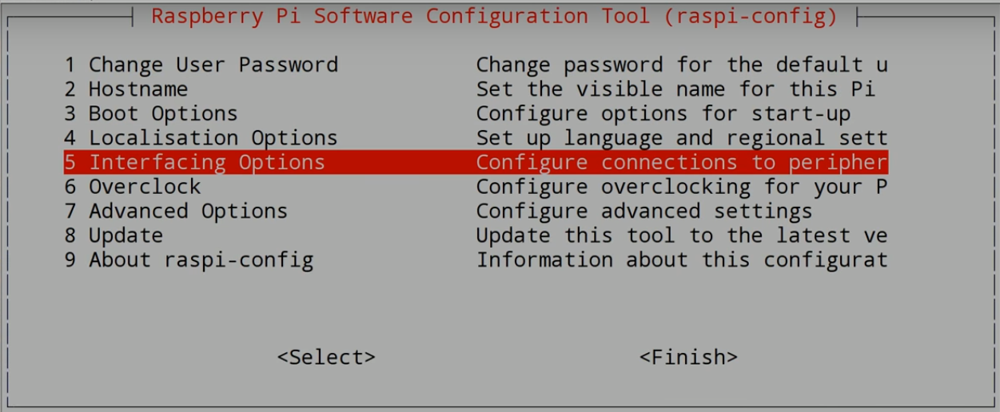 Raspberry Pi Software Configuration Tool (raspi-config)
1 Change User Password Change password for the default u
2 Hostname Set the visible name for this Pi
3 Boot Options Configure options for start-up
4 Localisation Options Set up language and regional sett
5 Interfacing Options Configure connections to peripher
6 Overclock Configure overclocking for your P
7 Advanced Options Configure advanced settings
8 Update Update this tool to the latest ve
9 About raspi-config Information about this configurat
<Select> <Finish>